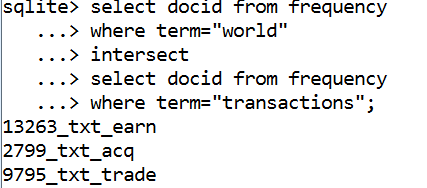 sqlite> select docid from frequency
...> where term="world"
...> intersect
...> select docid from frequency
...> where term="transactions";
13263_txt_earn
2799_txt_acq
9795_txt_trade